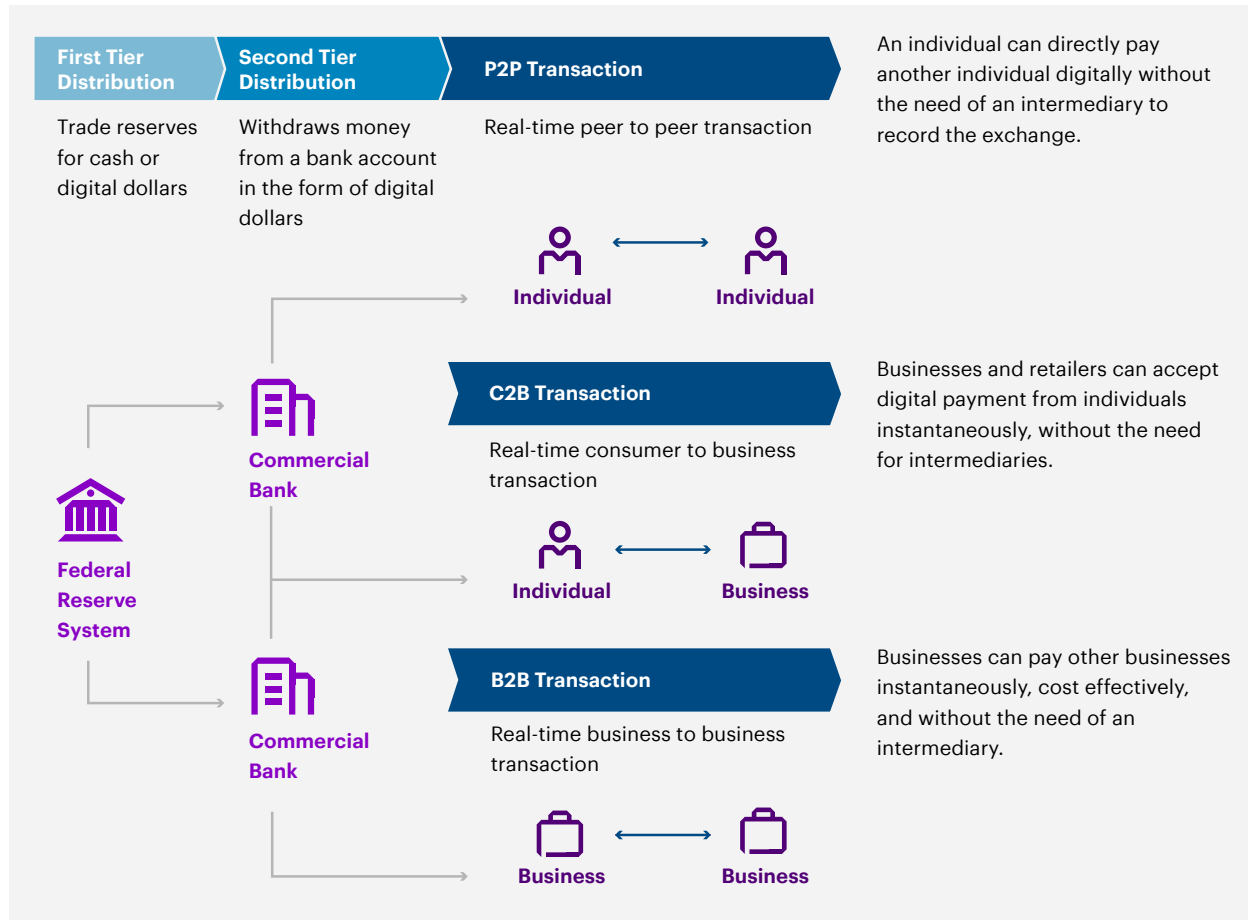 First Tier
Distribution
Second Tier
Distribution
P2P Transaction
An individual can directly pay
another individual digitally without
the need of an intermediary to
record the exchange.
Trade reserves
for cash or
digital dollars
Withdraws money
from a bank account
in the form of digital
dollars
Real-time peer to peer transaction
Individual
Individual
Commercial
Bank
C2B Transaction
Businesses and retailers can accept
digital payment from individuals
instantaneously, without the need
for intermediaries.
Real-time consumer to business
transaction
Federal
Reserve
System
Individual
Business
Commercial
Bank
B2B Transaction
Businesses can pay other businesses
instantaneously, cost effectively,
and without the need of an
intermediary.
Real-time business to business
transaction
Business
Business